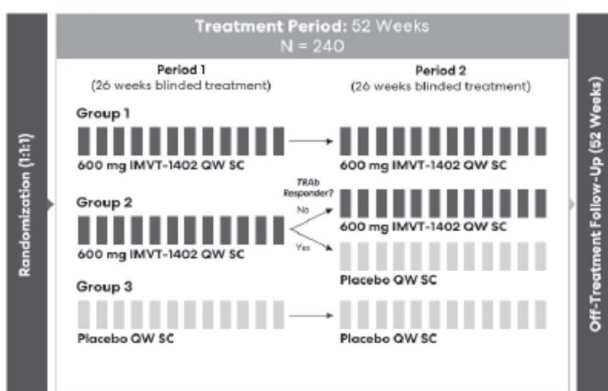 Randomization (1:1:1)
Treatment Period: 52 Weeks
N = 240
Period 1
(26 weeks blinded treatment)
Period 2
(26 weeks blinded treatment)
Group 1
600 mg IMVT-1402 QW SC
600 mg IMVT-1402 QW SC
Group 2
600 mg IMVT-1402 QW SC
TRAb
Responder?
No
Yes
600 mg IMVT-1402 QW SC
Placebo QW SC
Group 3
Placebo QW SC
Placebo QW SC
Off-Treatment Follow-Up (52 Weeks)